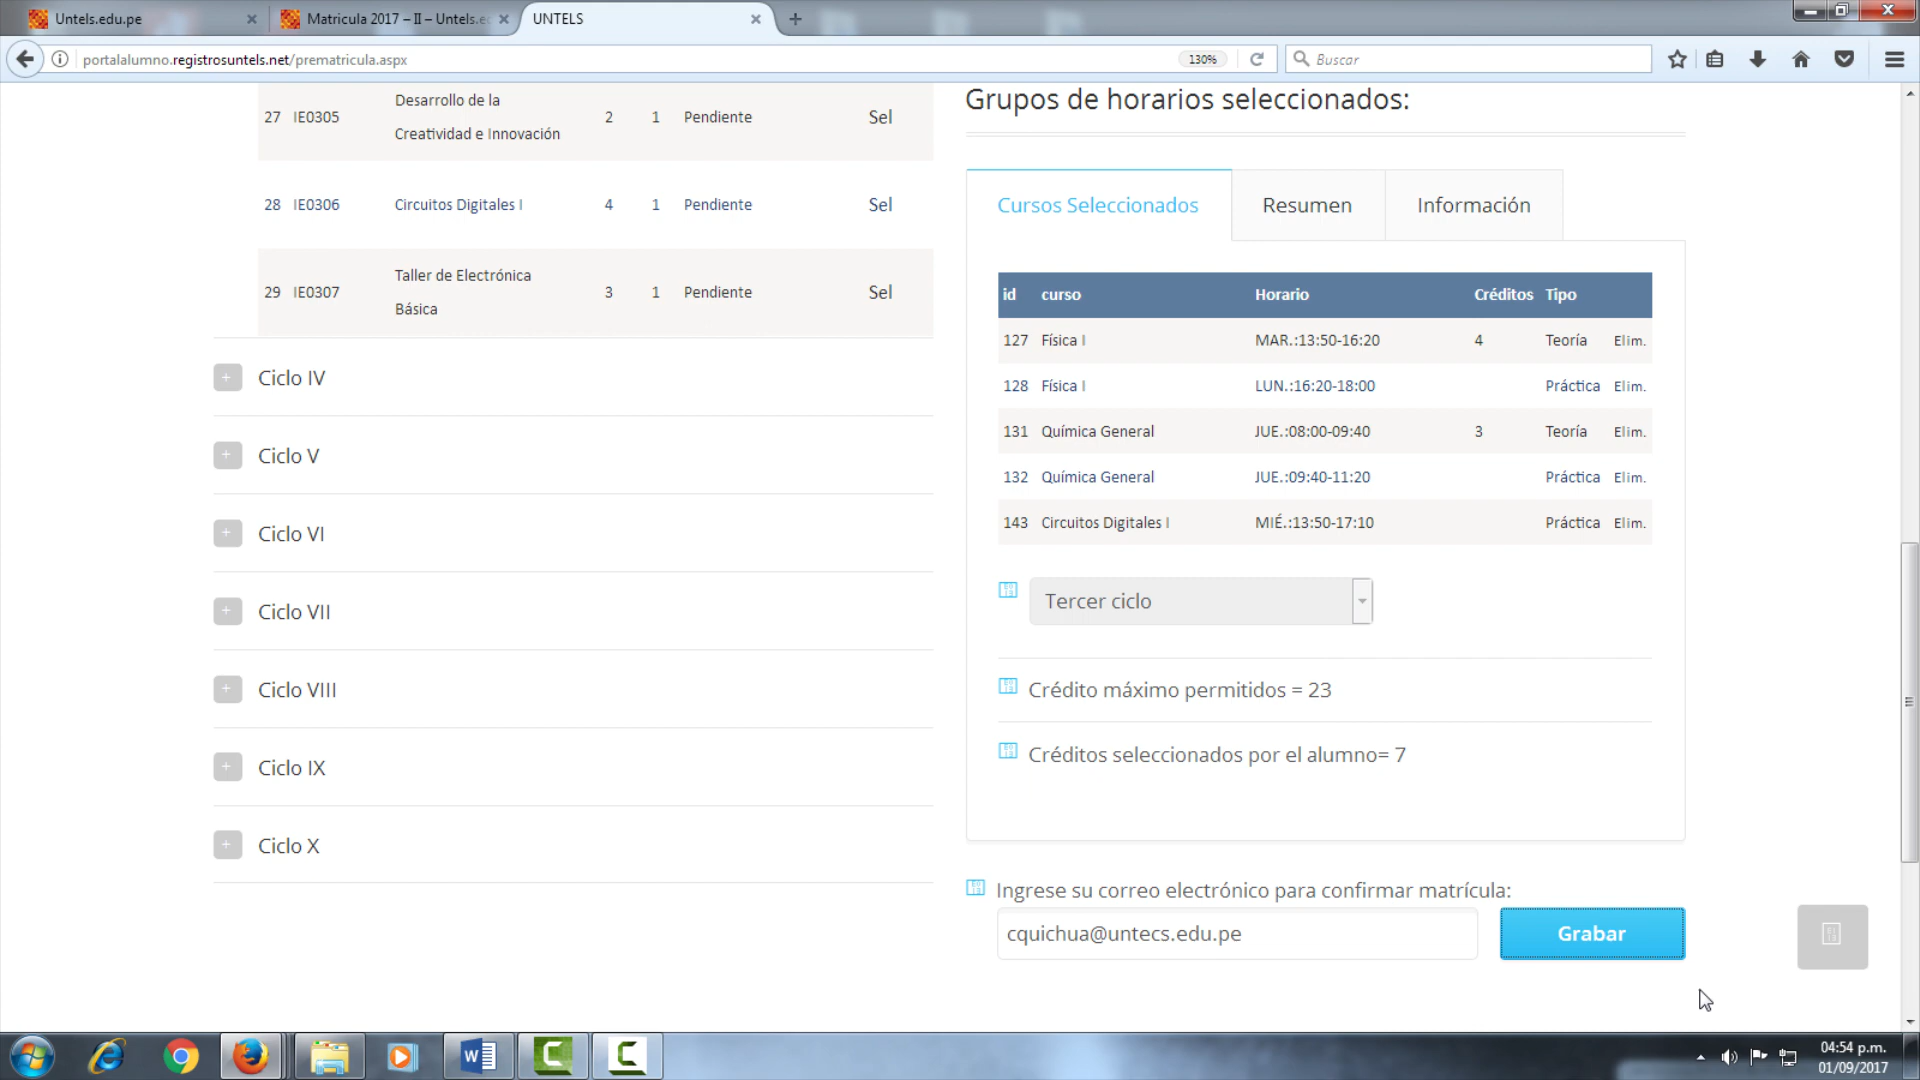 Untels.edu.pe
Matricula 2017 – II – Untels.ec
UNTELS
portalalumno.registrosuntels.net/prematricula.aspx
130%
Buscar
27 IE0305 Desarrollo de la Creatividad e Innovación 2 1 Pendiente Sel
28 IE0306 Circuitos Digitales I 4 1 Pendiente Sel
29 IE0307 Taller de Electrónica Básica 3 1 Pendiente Sel
Ciclo IV
Ciclo V
Ciclo VI
Ciclo VII
Ciclo VIII
Ciclo IX
Ciclo X
Grupos de horarios seleccionados:
Cursos Seleccionados Resumen Información
id curso Horario Créditos Tipo
127 Física I MAR.:13:50-16:20 4 Teoría Elim.
128 Física I LUN.:16:20-18:00 Práctica Elim.
131 Química General JUE.:08:00-09:40 3 Teoría Elim.
132 Química General JUE.:09:40-11:20 Práctica Elim.
143 Circuitos Digitales I MIÉ.:13:50-17:10 Práctica Elim.
Tercer ciclo
Crédito máximo permitidos = 23
Créditos seleccionados por el alumno= 7
Ingrese su correo electrónico para confirmar matrícula:
cquichua@untecs.edu.pe
Grabar
04:54 p.m.
01/09/2017